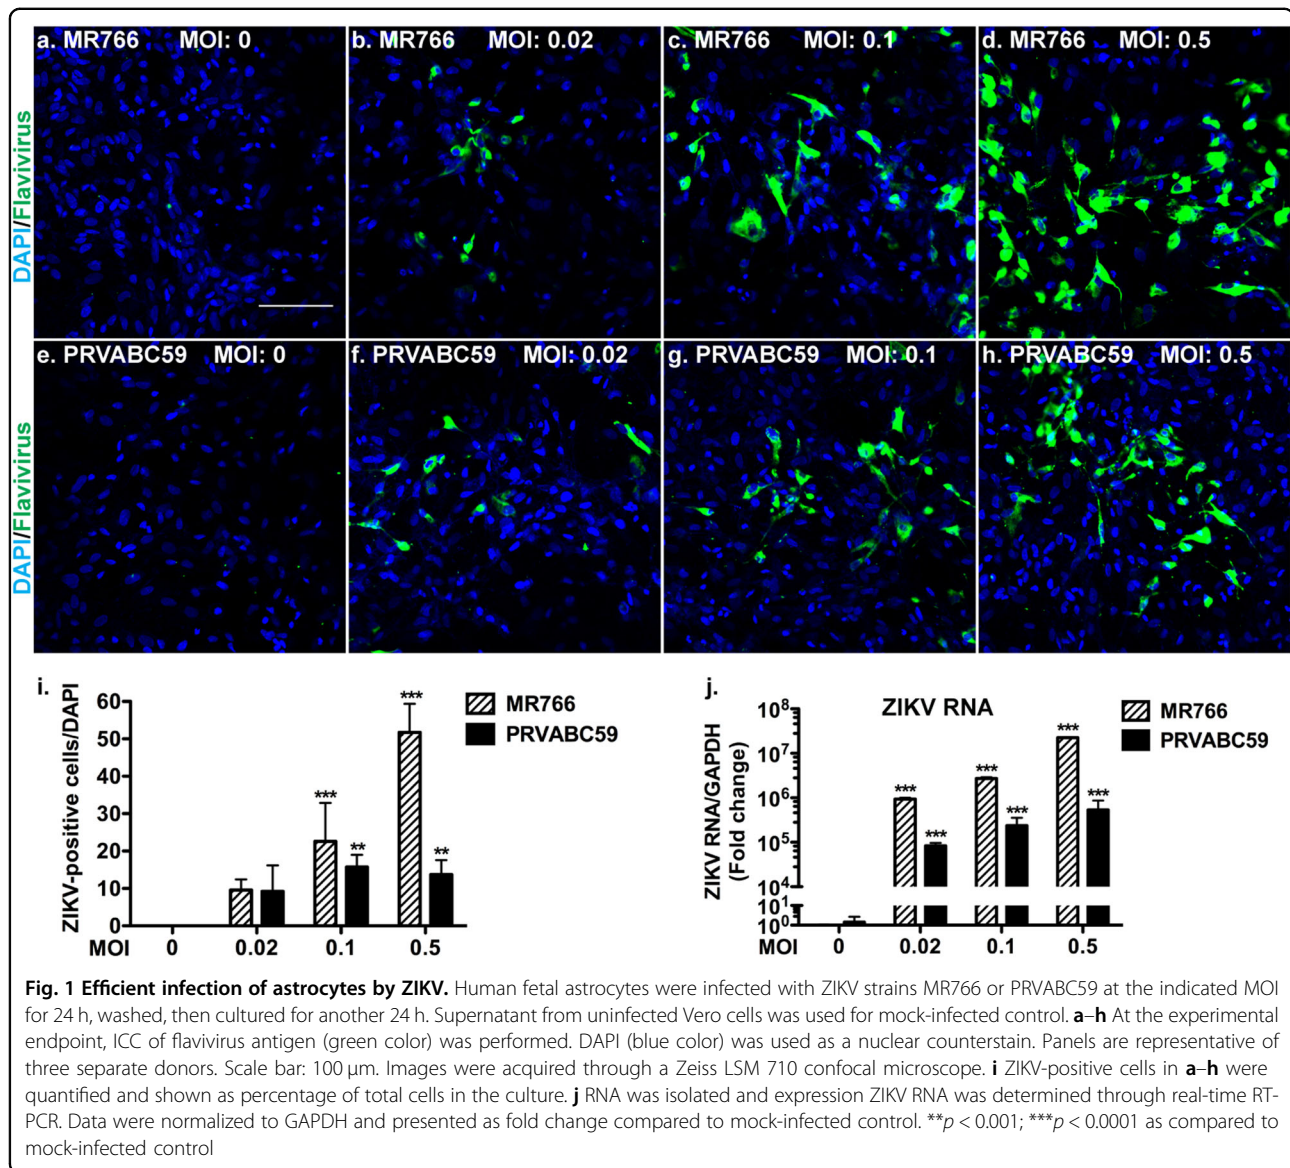 a. MR766 MOI: 0
b. MR766 MOI: 0.02
c. MR766 MOI: 0.1
d. MR766 MOI: 0.5
DAPI/Flavivirus
e. PRVABC59 MOI: 0
f. PRVABC59 MOI: 0.02
g. PRVABC59 MOI: 0.1
h. PRVABC59 MOI: 0.5
DAPI/Flavivirus
i.
ZIKV-positive cells/DAPI
60
50
40
30
20
10
0
***
**
***
**
MR766
PRVABC59
MOI 0 0.02 0.1 0.5
j.
ZIKV RNA
ZIKV RNA/GAPDH
(Fold change)
10⁸
10⁷
10⁶
10⁵
10⁴
10¹
10⁰
***
***
***
***
***
***
MR766
PRVABC59
MOI 0 0.02 0.1 0.5
Fig. 1 Efficient infection of astrocytes by ZIKV. Human fetal astrocytes were infected with ZIKV strains MR766 or PRVABC59 at the indicated MOI
for 24 h, washed, then cultured for another 24 h. Supernatant from uninfected Vero cells was used for mock-infected control. a–h At the experimental
endpoint, ICC of flavivirus antigen (green color) was performed. DAPI (blue color) was used as a nuclear counterstain. Panels are representative of
three separate donors. Scale bar: 100 μm. Images were acquired through a Zeiss LSM 710 confocal microscope. i ZIKV-positive cells in a–h were
quantified and shown as percentage of total cells in the culture. j RNA was isolated and expression ZIKV RNA was determined through real-time RT-
PCR. Data were normalized to GAPDH and presented as fold change compared to mock-infected control. **p < 0.001; ***p < 0.0001 as compared to
mock-infected control